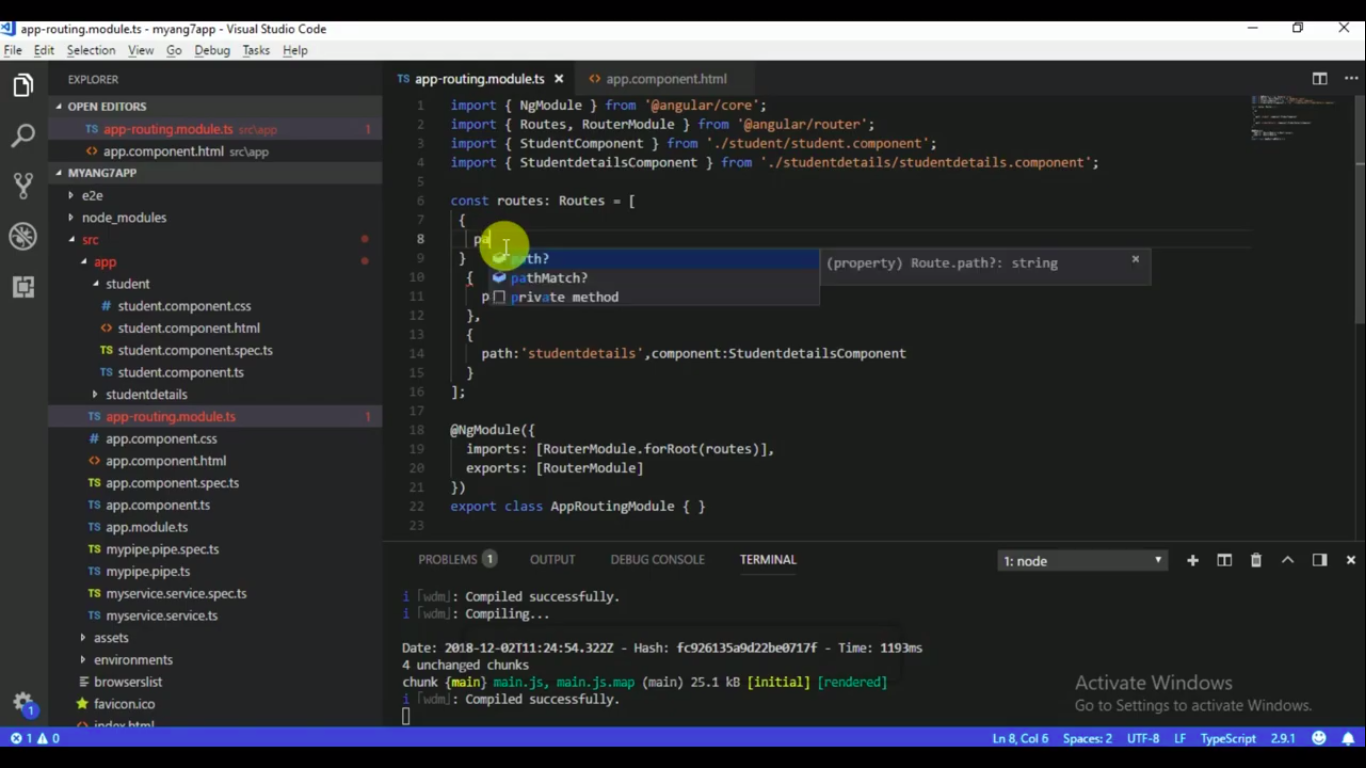 app-routing.module.ts - myang7app - Visual Studio Code
File Edit Selection View Go Debug Tasks Help
EXPLORER
OPEN EDITORS
TS app-routing.module.ts src\app 1
<> app.component.html src\app
MYANG7APP
e2e
node_modules
src
app
student
# student.component.css
<> student.component.html
TS student.component.spec.ts
TS student.component.ts
studentdetails
TS app-routing.module.ts 1
# app.component.css
<> app.component.html
TS app.component.spec.ts
TS app.component.ts
TS app.module.ts
TS mypipe.pipe.spec.ts
TS mypipe.pipe.ts
TS myservice.service.spec.ts
TS myservice.service.ts
assets
environments
browserslist
favicon.ico
index.html
1
TS app-routing.module.ts × <> app.component.html
1 import { NgModule } from '@angular/core';
2 import { Routes, RouterModule } from '@angular/router';
3 import { StudentComponent } from './student/student.component';
4 import { StudentdetailsComponent } from './studentdetails/studentdetails.component';
5
6 const routes: Routes = [
7 {
8 pa
9 }
10 {
11 p
12 },
13 {
14 path:'studentdetails',component:StudentdetailsComponent
15 }
16 ];
17
18 @NgModule({
19 imports: [RouterModule.forRoot(routes)],
20 exports: [RouterModule]
21 })
22 export class AppRoutingModule { }
23
path?
pathMatch?
private method
(property) Route.path?: string
PROBLEMS 1 OUTPUT DEBUG CONSOLE TERMINAL 1: node
i ｢wdm｣: Compiled successfully.
i ｢wdm｣: Compiling...
Date: 2018-12-02T11:24:54.322Z - Hash: fc926135a9d22be0717f - Time: 1193ms
4 unchanged chunks
chunk {main} main.js, main.js.map (main) 25.1 kB [initial] [rendered]
i ｢wdm｣: Compiled successfully.
Activate Windows
Go to Settings to activate Windows.
1 0 Ln 8, Col 6 Spaces: 2 UTF-8 LF TypeScript 2.9.1